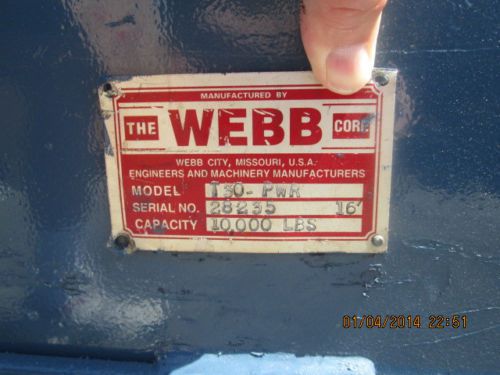 MANUFACTURED BY
THE WEBB CORP
WEBB CITY, MISSOURI, U.S.A.
ENGINEERS AND MACHINERY MANUFACTURERS
MODEL T30-PWR
SERIAL NO. 28235 16'
CAPACITY 10,000 LBS
01/04/2014 22:51